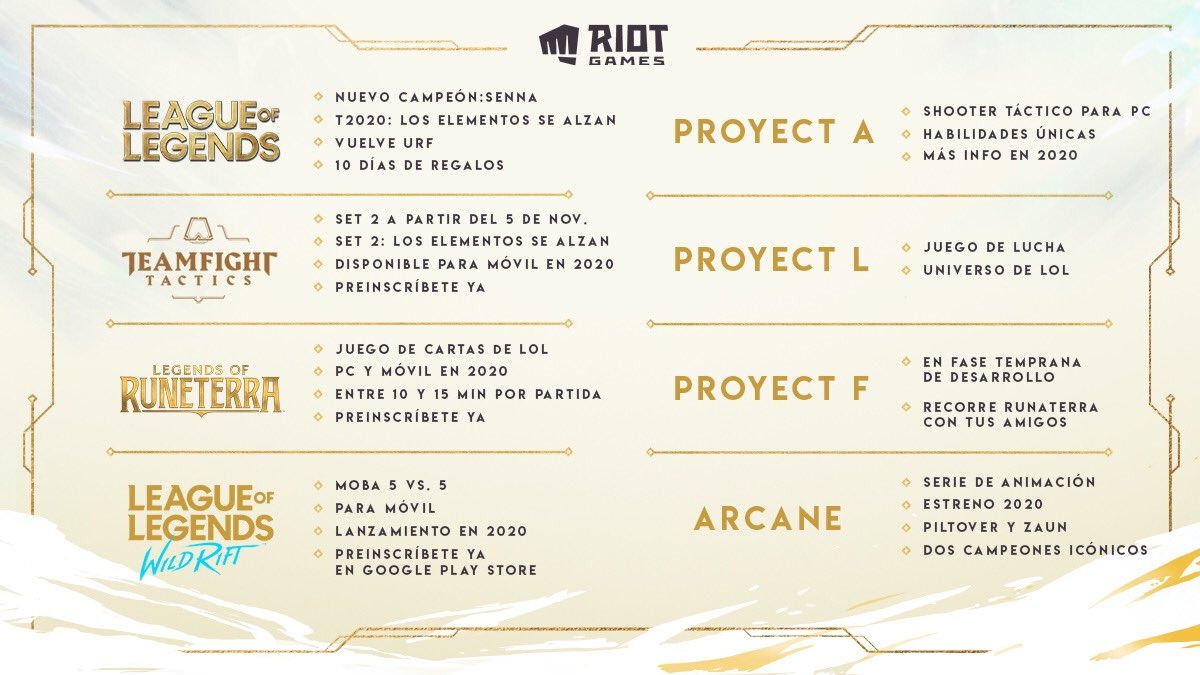 RIOT
GAMES
LEAGUE OF
LEGENDS
NUEVO CAMPEÓN:SENNA
T2020: LOS ELEMENTOS SE ALZAN
VUELVE URF
10 DÍAS DE REGALOS
TEAMFIGHT
TACTICS
SET 2 A PARTIR DEL 5 DE NOV.
SET 2: LOS ELEMENTOS SE ALZAN
DISPONIBLE PARA MÓVIL EN 2020
PREINSCRÍBETE YA
LEGENDS OF
RUNETERRA
JUEGO DE CARTAS DE LOL
PC Y MÓVIL EN 2020
ENTRE 10 Y 15 MIN POR PARTIDA
PREINSCRÍBETE YA
LEAGUE OF
LEGENDS
WILD RIFT
MOBA 5 VS. 5
PARA MÓVIL
LANZAMIENTO EN 2020
PREINSCRÍBETE YA
EN GOOGLE PLAY STORE
PROYECT A
SHOOTER TÁCTICO PARA PC
HABILIDADES ÚNICAS
MÁS INFO EN 2020
PROYECT L
JUEGO DE LUCHA
UNIVERSO DE LOL
PROYECT F
EN FASE TEMPRANA
DE DESARROLLO
RECORRE RUNATERRA
CON TUS AMIGOS
ARCANE
SERIE DE ANIMACIÓN
ESTRENO 2020
PILTOVER Y ZAUN
DOS CAMPEONES ICÓNICOS